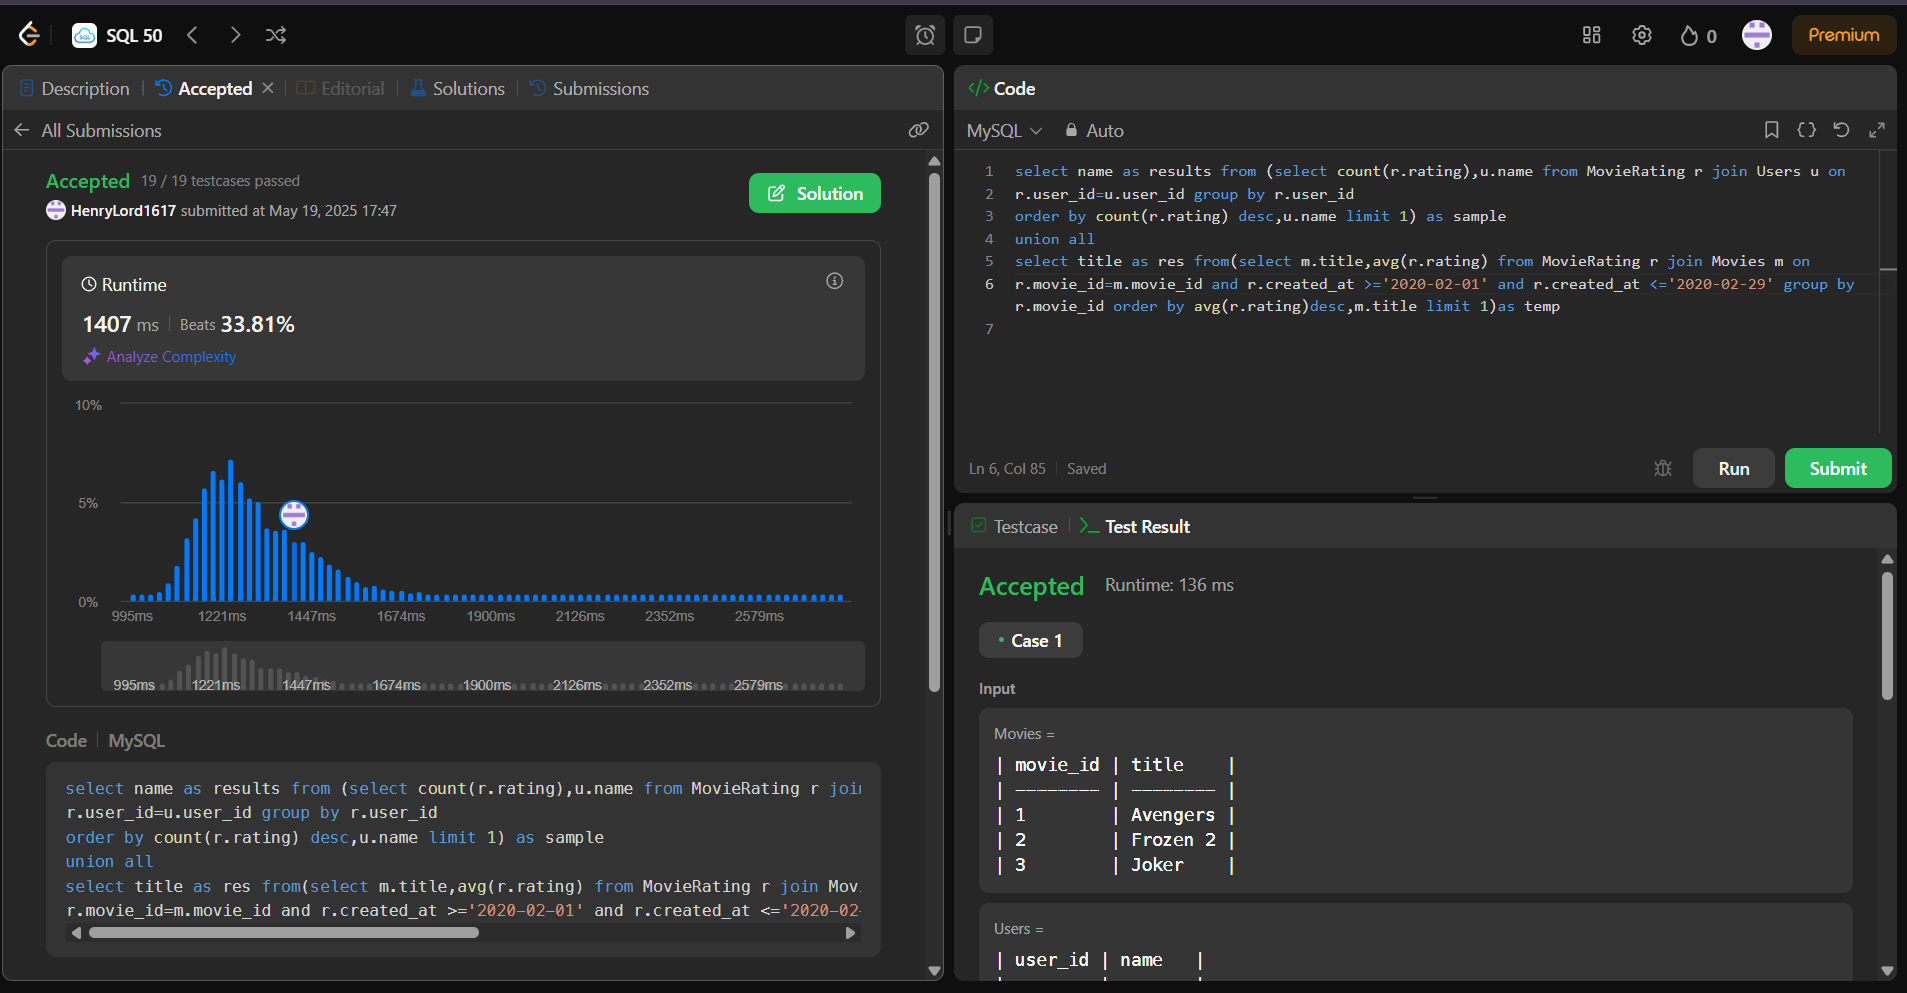 SQL 50
0
Premium
Description
Accepted
Editorial
Solutions
Submissions
All Submissions
Accepted 19 / 19 testcases passed
HenryLord1617 submitted at May 19, 2025 17:47
Solution
Runtime
1407 ms Beats 33.81%
Analyze Complexity
10%
5%
0%
995ms 1221ms 1447ms 1674ms 1900ms 2126ms 2352ms 2579ms
995ms 1221ms 1447ms 1674ms 1900ms 2126ms 2352ms 2579ms
Code MySQL
select name as results from (select count(r.rating),u.name from MovieRating r join
r.user_id=u.user_id group by r.user_id
order by count(r.rating) desc,u.name limit 1) as sample
union all
select title as res from(select m.title,avg(r.rating) from MovieRating r join Mov
r.movie_id=m.movie_id and r.created_at >='2020-02-01' and r.created_at <='2020-02-
</> Code
MySQL Auto
1 select name as results from (select count(r.rating),u.name from MovieRating r join Users u on
2 r.user_id=u.user_id group by r.user_id
3 order by count(r.rating) desc,u.name limit 1) as sample
4 union all
5 select title as res from(select m.title,avg(r.rating) from MovieRating r join Movies m on
6 r.movie_id=m.movie_id and r.created_at >='2020-02-01' and r.created_at <='2020-02-29' group by
r.movie_id order by avg(r.rating)desc,m.title limit 1)as temp
7
Ln 6, Col 85 Saved
Run
Submit
Testcase
Test Result
Accepted Runtime: 136 ms
Case 1
Input
Movies =
| movie_id | title    |
| -------- | -------- |
| 1        | Avengers |
| 2        | Frozen 2 |
| 3        | Joker    |
Users =
| user_id | name   |